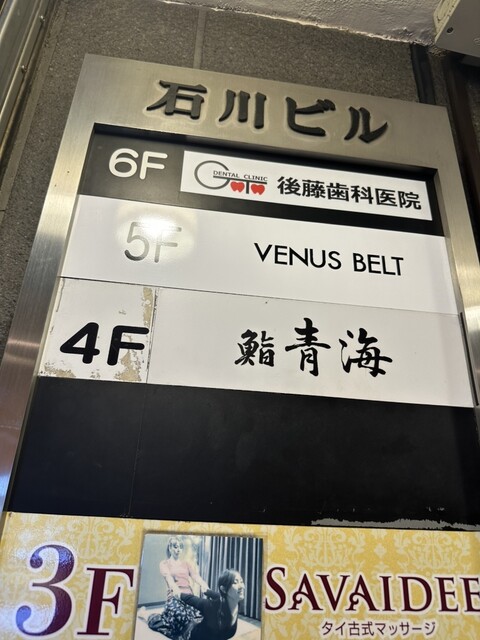 石川ビル
6F DENTAL CLINIC GOTO 後藤歯科医院
5F VENUS BELT
4F 鮨青海
3F SAVAIDEE
タイ古式マッサージ